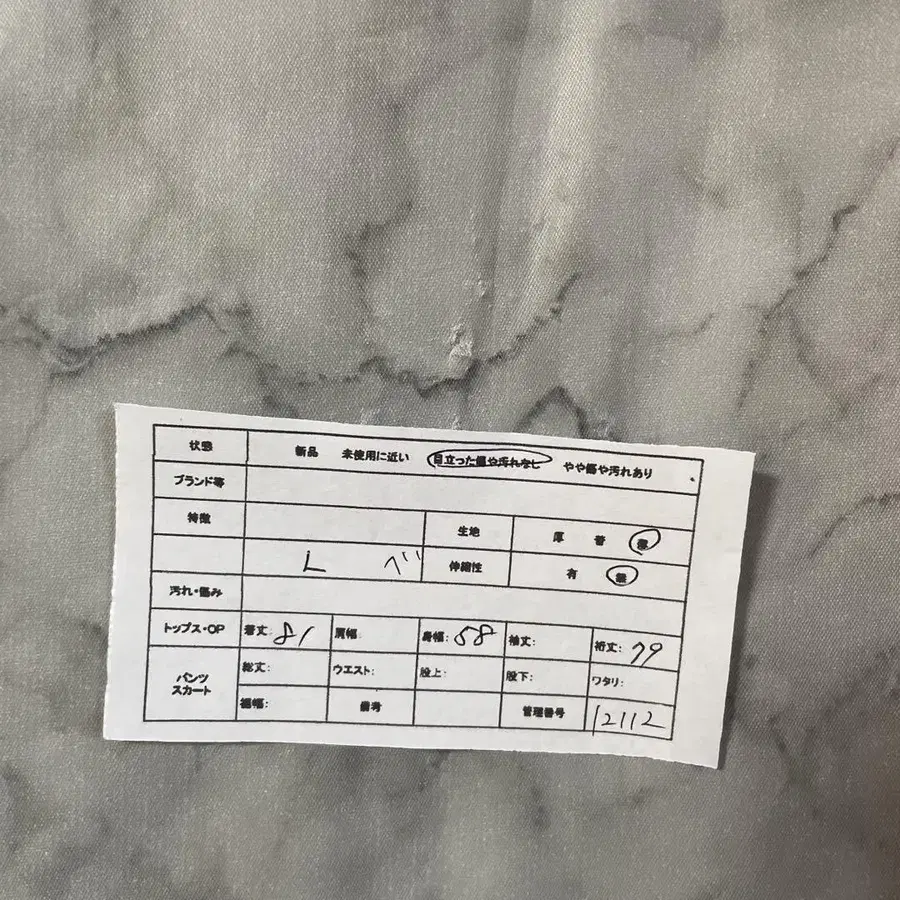 状態 新品 未使用に近い 目立った傷や汚れなし やや傷や汚れあり
ブランド等
特徴 生地 厚 普 薄
L ベ 伸縮性 有 無
汚れ・傷み
トップス・OP 着丈: 81 肩幅: 身幅: 58 袖丈: 裄丈: 79
パンツ スカート 総丈: ウエスト: 股上: 股下: ワタリ:
裾幅: 備考 管理番号 12112